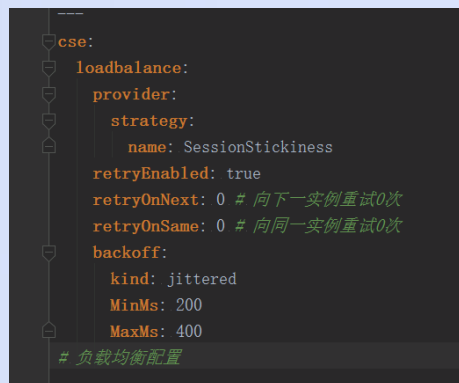 ---
cse:
loadbalance:
provider:
strategy:
name: SessionStickiness
retryEnabled: true
retryOnNext: 0 # 向下一实例重试0次
retryOnSame: 0 # 向同一实例重试0次
backoff:
kind: jittered
MinMs: 200
MaxMs: 400
# 负载均衡配置